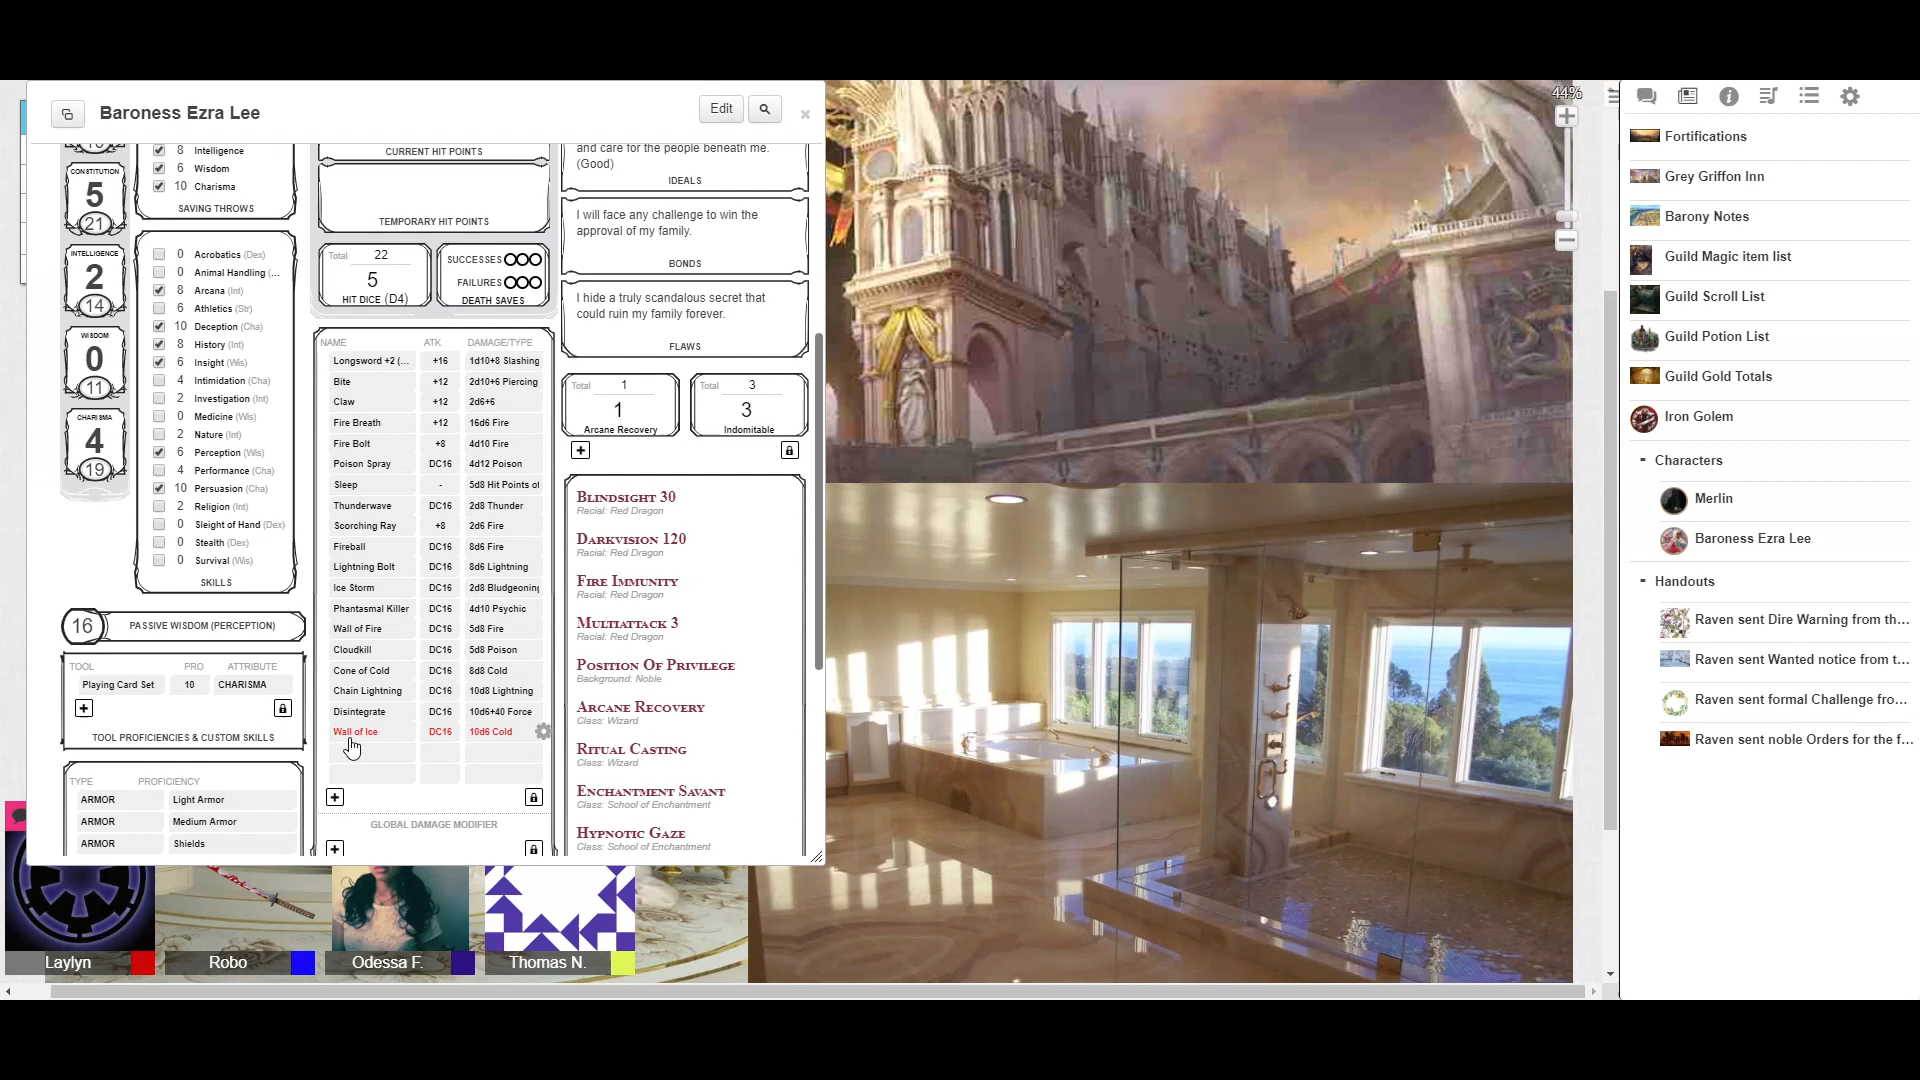 Baroness Ezra Lee
Edit
CONSTITUTION
5
21
INTELLIGENCE
2
14
WISDOM
0
11
CHARISMA
4
19
8 Intelligence
6 Wisdom
10 Charisma
SAVING THROWS
0 Acrobatics (Dex)
0 Animal Handling (...
8 Arcana (Int)
6 Athletics (Str)
10 Deception (Cha)
8 History (Int)
6 Insight (Wis)
4 Intimidation (Cha)
2 Investigation (Int)
0 Medicine (Wis)
2 Nature (Int)
6 Perception (Wis)
4 Performance (Cha)
10 Persuasion (Cha)
2 Religion (Int)
0 Sleight of Hand (Dex)
0 Stealth (Dex)
0 Survival (Wis)
SKILLS
16 PASSIVE WISDOM (PERCEPTION)
TOOL PRO ATTRIBUTE
Playing Card Set 10 CHARISMA
TOOL PROFICIENCIES & CUSTOM SKILLS
TYPE PROFICIENCY
ARMOR Light Armor
ARMOR Medium Armor
ARMOR Shields
CURRENT HIT POINTS
TEMPORARY HIT POINTS
Total 22
5
HIT DICE (D4)
SUCCESSES
FAILURES
DEATH SAVES
NAME ATK DAMAGE/TYPE
Longsword +2 (... +16 1d10+8 Slashing
Bite +12 2d10+6 Piercing
Claw +12 2d6+6
Fire Breath +12 16d6 Fire
Fire Bolt +8 4d10 Fire
Poison Spray DC16 4d12 Poison
Sleep - 5d8 Hit Points of
Thunderwave DC16 2d8 Thunder
Scorching Ray +8 2d6 Fire
Fireball DC16 8d6 Fire
Lightning Bolt DC16 8d6 Lightning
Ice Storm DC16 2d8 Bludgeoning
Phantasmal Killer DC16 4d10 Psychic
Wall of Fire DC16 5d8 Fire
Cloudkill DC16 5d8 Poison
Cone of Cold DC16 8d8 Cold
Chain Lightning DC16 10d8 Lightning
Disintegrate DC16 10d6+40 Force
Wall of Ice DC16 10d6 Cold
GLOBAL DAMAGE MODIFIER
and care for the people beneath me.
(Good)
IDEALS
I will face any challenge to win the
approval of my family.
BONDS
I hide a truly scandalous secret that
could ruin my family forever.
FLAWS
Total 1
1
Arcane Recovery
Total 3
3
Indomitable
BLINDSIGHT 30
Racial: Red Dragon
DARKVISION 120
Racial: Red Dragon
FIRE IMMUNITY
Racial: Red Dragon
MULTIATTACK 3
Racial: Red Dragon
POSITION OF PRIVILEGE
Background: Noble
ARCANE RECOVERY
Class: Wizard
RITUAL CASTING
Class: Wizard
ENCHANTMENT SAVANT
Class: School of Enchantment
HYPNOTIC GAZE
Class: School of Enchantment
Laylyn
Robo
Odessa F.
Thomas N.
44%
Fortifications
Grey Griffon Inn
Barony Notes
Guild Magic item list
Guild Scroll List
Guild Potion List
Guild Gold Totals
Iron Golem
Characters
Merlin
Baroness Ezra Lee
Handouts
Raven sent Dire Warning from th...
Raven sent Wanted notice from t...
Raven sent formal Challenge fro...
Raven sent noble Orders for the f...